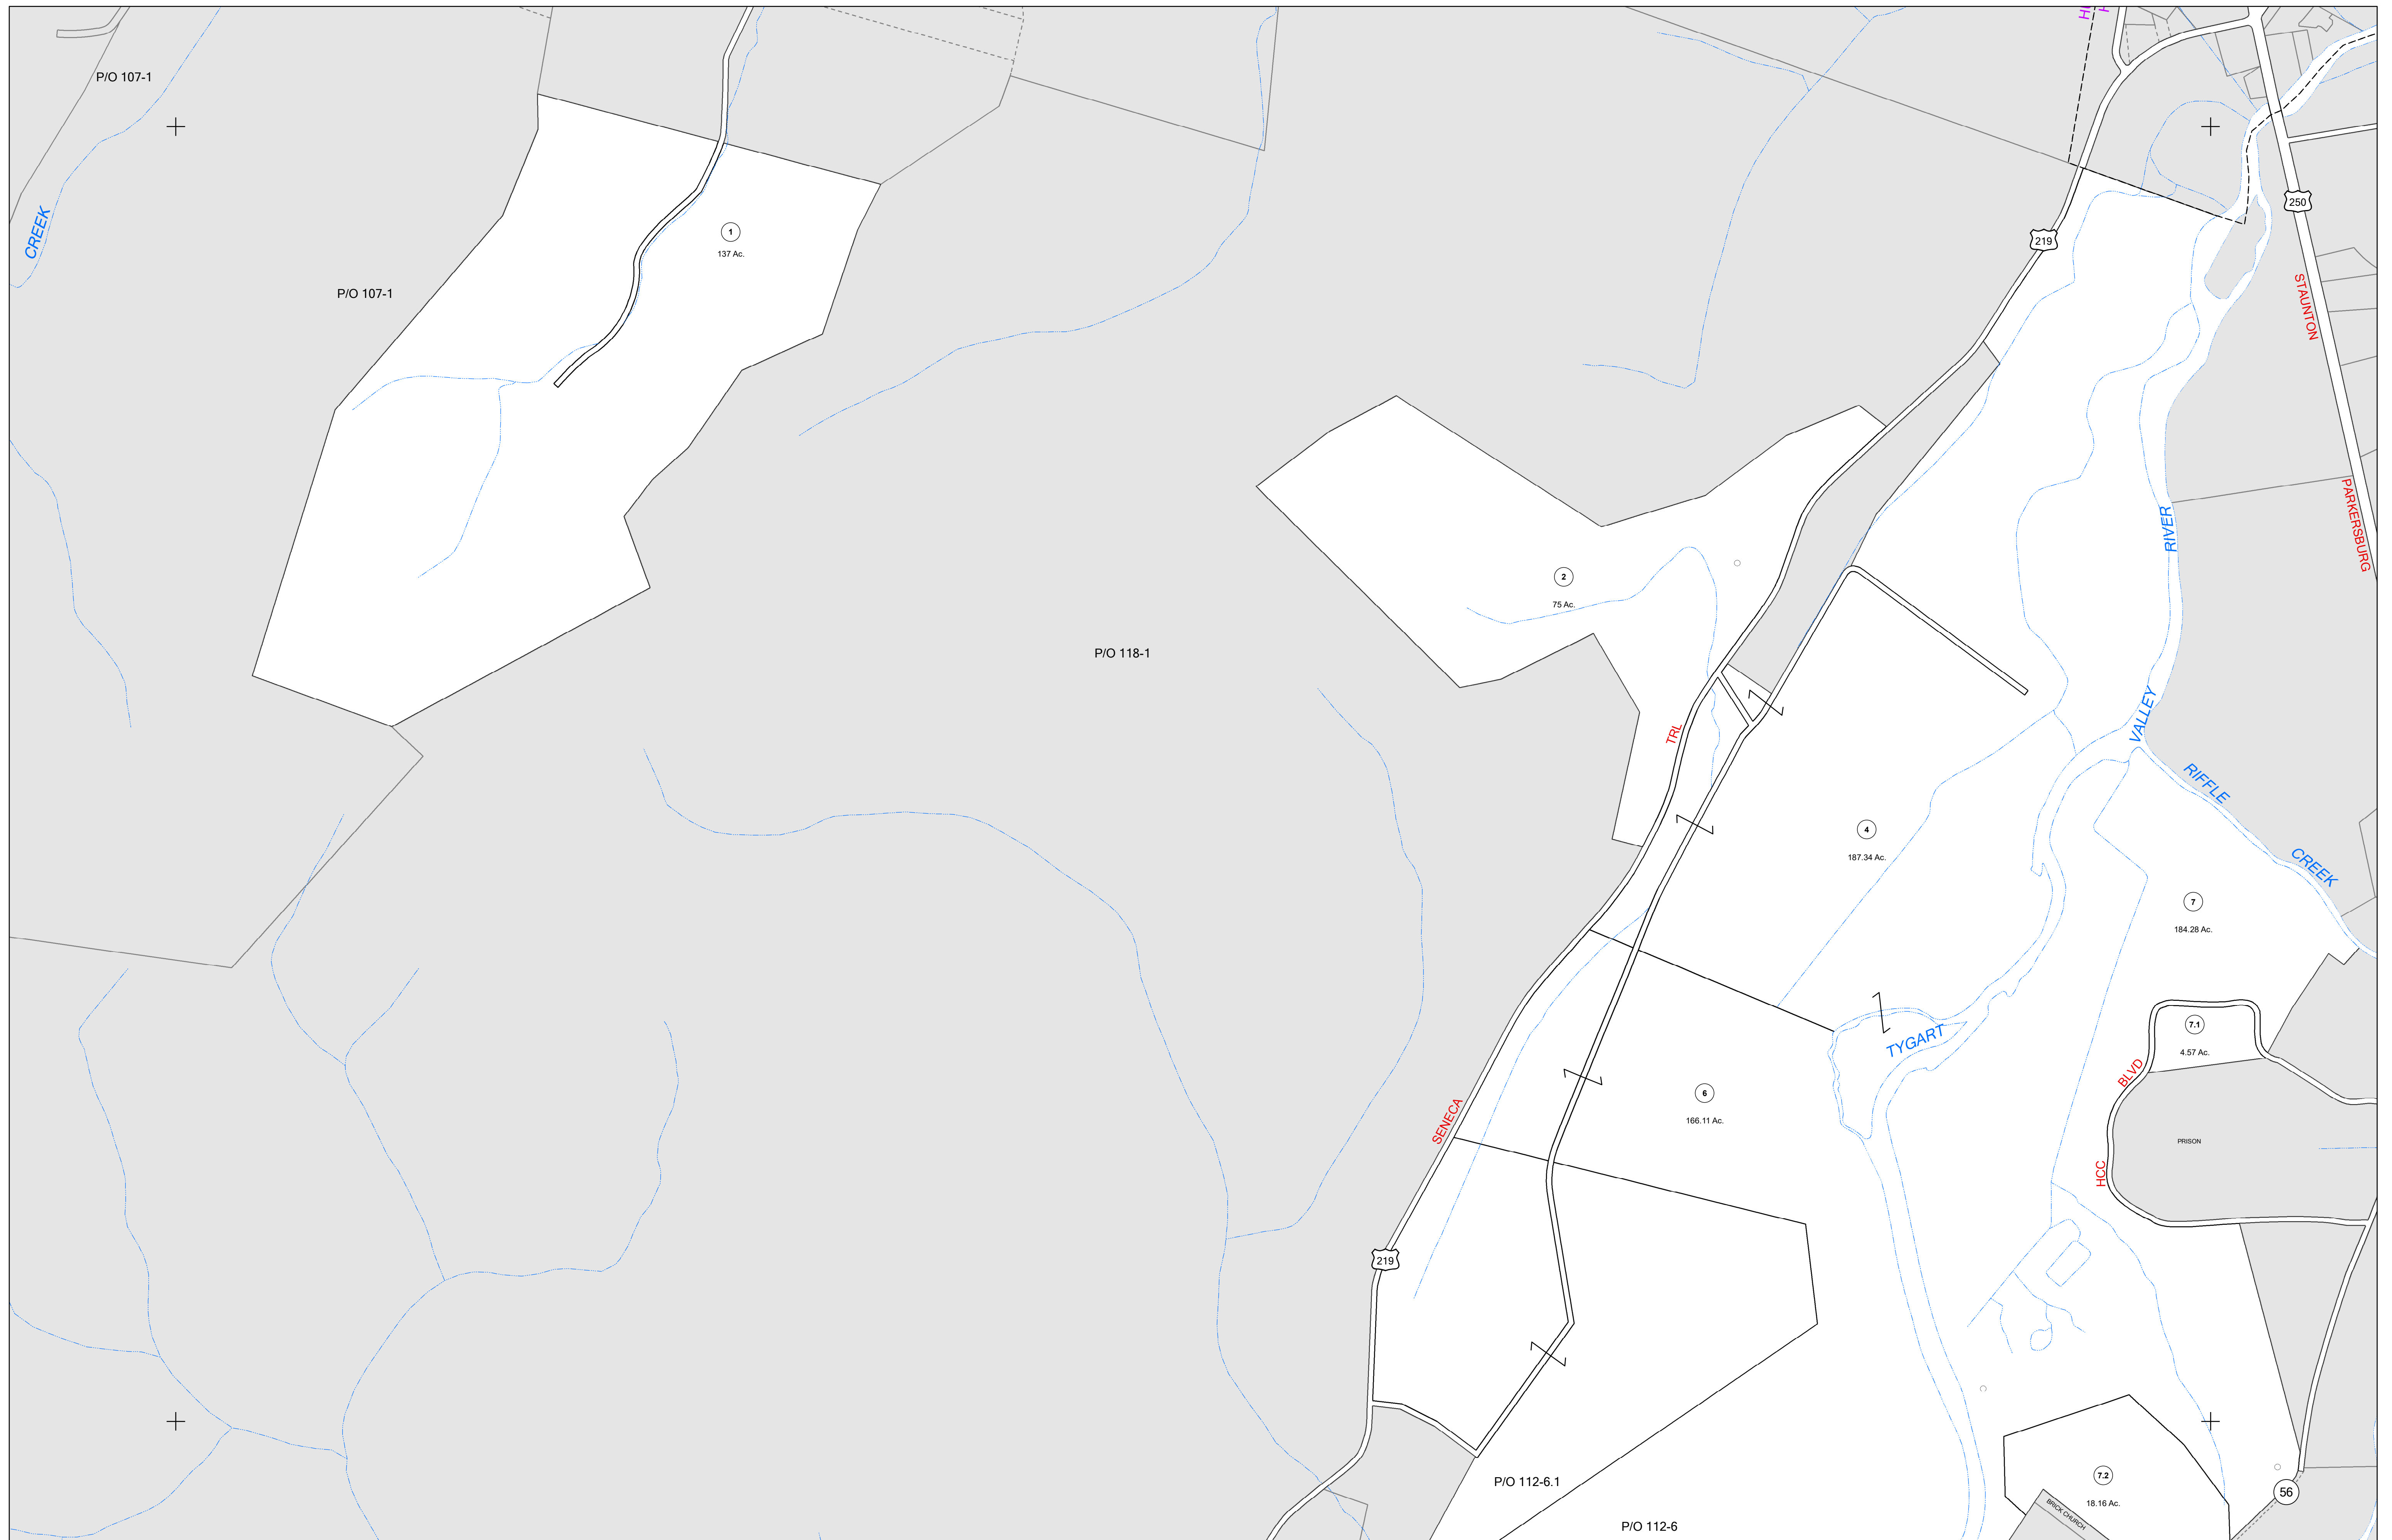 P/O 107-1
CREEK
P/O 107-1
1
137 Ac.
219
250
STAUNTON
PARKERSBURG
2
75 Ac.
P/O 118-1
TRL
RIVER
VALLEY
RIFFLE
CREEK
4
187.34 Ac.
7
184.28 Ac.
TYGART
7.1
4.57 Ac.
BLVD
6
166.11 Ac.
SENECA
PRISON
HCC
219
P/O 112-6.1
P/O 112-6
7.2
18.16 Ac.
BRICK CHURCH
56